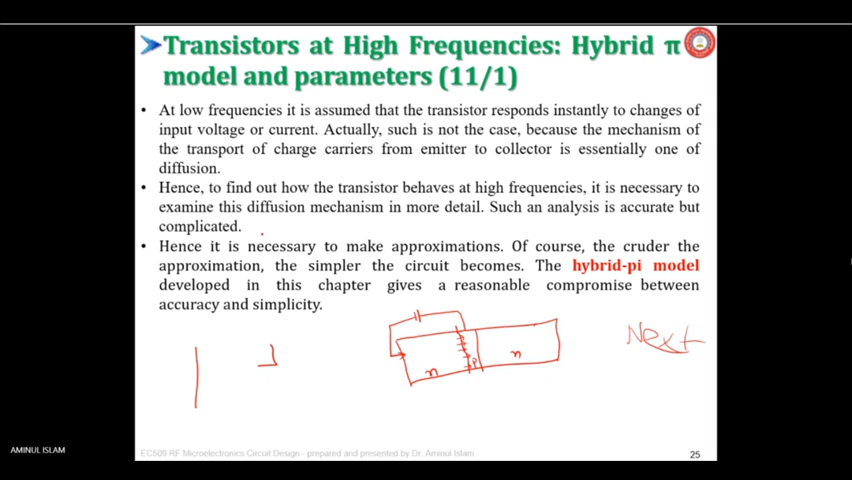 Transistors at High Frequencies: Hybrid π
model and parameters (11/1)
• At low frequencies it is assumed that the transistor responds instantly to changes of
input voltage or current. Actually, such is not the case, because the mechanism of
the transport of charge carriers from emitter to collector is essentially one of
diffusion.
• Hence, to find out how the transistor behaves at high frequencies, it is necessary to
examine this diffusion mechanism in more detail. Such an analysis is accurate but
complicated.
• Hence it is necessary to make approximations. Of course, the cruder the
approximation, the simpler the circuit becomes. The hybrid-pi model
developed in this chapter gives a reasonable compromise between
accuracy and simplicity.
Next
n
P
n
AMINUL ISLAM
EC509 RF Microelectronics Circuit Design - prepared and presented by Dr. Aminul Islam
25